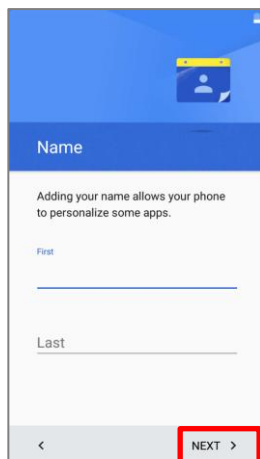 Name
Adding your name allows your phone
to personalize some apps.
First
Last
< NEXT >